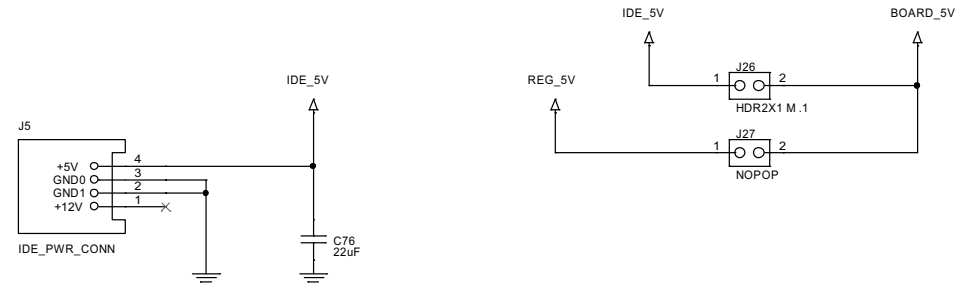 IDE_5V
BOARD_5V
J26
1
2
HDR2X1 M .1
REG_5V
J27
1
2
NOPOP
IDE_5V
J5
+5V
4
GND0
3
GND1
2
+12V
1
IDE_PWR_CONN
C76
22uF